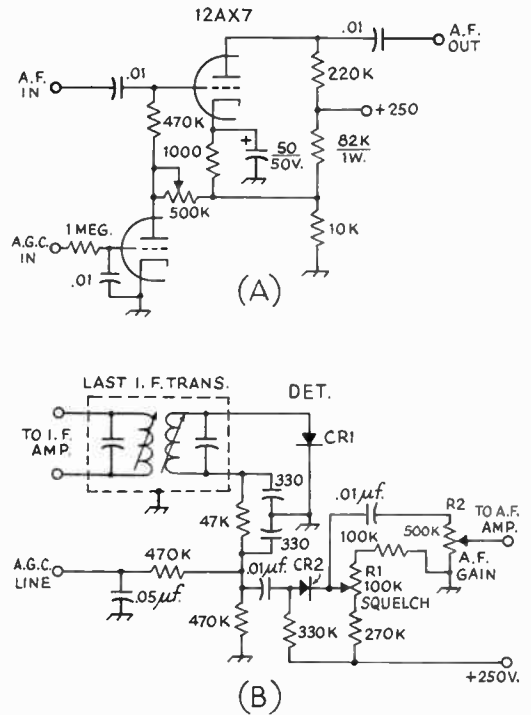 12AX7
.01
A.F.
OUT
A.F.
IN
.01
220K
+250
470K
1000
+
50
50V.
82K
1W.
500K
10K
A.G.C.
IN
1 MEG.
.01
(A)
LAST I.F. TRANS.
DET.
TO I.F.
AMP.
CR1
330
47K
330
.01µf.
R2
TO A.F.
AMP.
500K
A.F.
GAIN
100K
A.G.C.
LINE
470K
.05µf.
.01µf.
CR2
R1
100K
SQUELCH
470K
330K
270K
+250V.
(B)